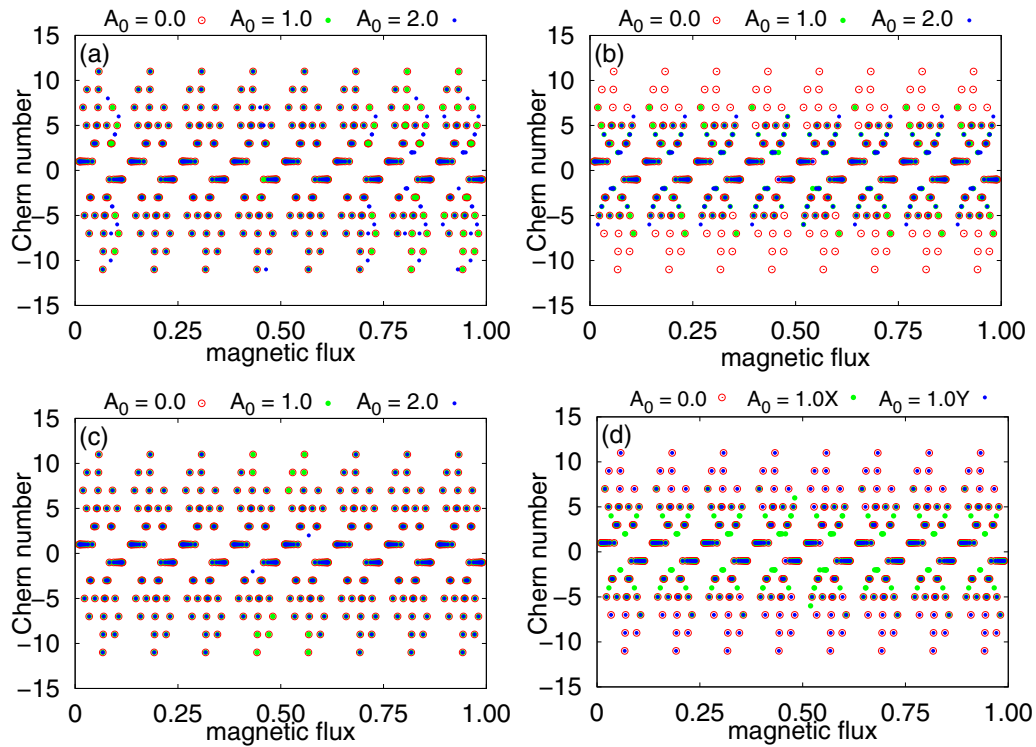 A0 = 0.0 A0 = 1.0 A0 = 2.0
(a)
Chern number
15
10
5
0
−5
−10
−15
0 0.25 0.50 0.75 1.00
magnetic flux
A0 = 0.0 A0 = 1.0 A0 = 2.0
(b)
Chern number
15
10
5
0
−5
−10
−15
0 0.25 0.50 0.75 1.00
magnetic flux
A0 = 0.0 A0 = 1.0 A0 = 2.0
(c)
Chern number
15
10
5
0
−5
−10
−15
0 0.25 0.50 0.75 1.00
magnetic flux
A0 = 0.0 A0 = 1.0X A0 = 1.0Y
(d)
Chern number
15
10
5
0
−5
−10
−15
0 0.25 0.50 0.75 1.00
magnetic flux